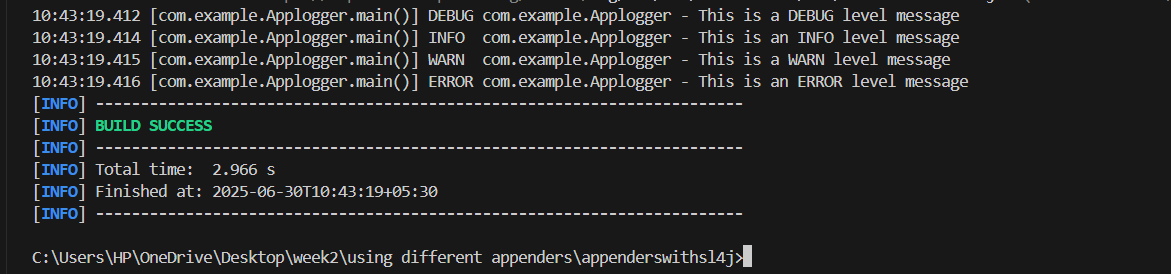 10:43:19.412 [com.example.Applogger.main()] DEBUG com.example.Applogger - This is a DEBUG level message
10:43:19.414 [com.example.Applogger.main()] INFO  com.example.Applogger - This is an INFO level message
10:43:19.415 [com.example.Applogger.main()] WARN  com.example.Applogger - This is a WARN level message
10:43:19.416 [com.example.Applogger.main()] ERROR com.example.Applogger - This is an ERROR level message
[INFO] ------------------------------------------------------------------------
[INFO] BUILD SUCCESS
[INFO] ------------------------------------------------------------------------
[INFO] Total time:  2.966 s
[INFO] Finished at: 2025-06-30T10:43:19+05:30
[INFO] ------------------------------------------------------------------------
C:\Users\HP\OneDrive\Desktop\week2\using different appenders\appenderswithsl4j>